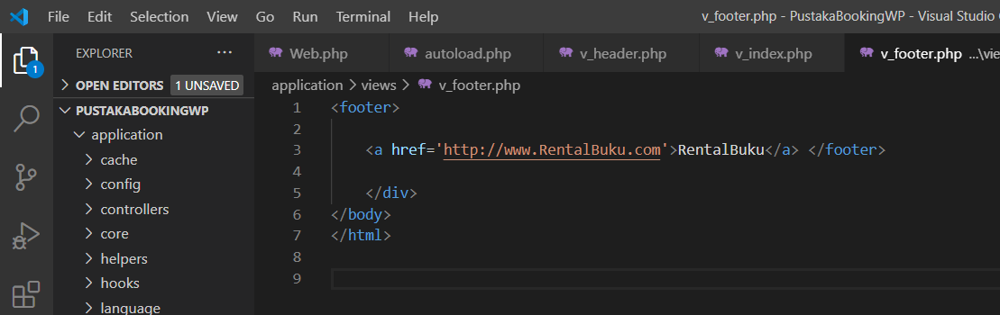 File Edit Selection View Go Run Terminal Help v_footer.php - PustakaBookingWP - Visual Studio
EXPLORER ... Web.php autoload.php v_header.php v_index.php v_footer.php ...\vie
1
> OPEN EDITORS 1 UNSAVED
PUSTAKABOOKINGWP
application
> cache
> config
> controllers
> core
> helpers
> hooks
> language
application > views > v_footer.php
1 <footer>
2
3 <a href='http://www.RentalBuku.com'>RentalBuku</a> </footer>
4
5 </div>
6 </body>
7 </html>
8
9